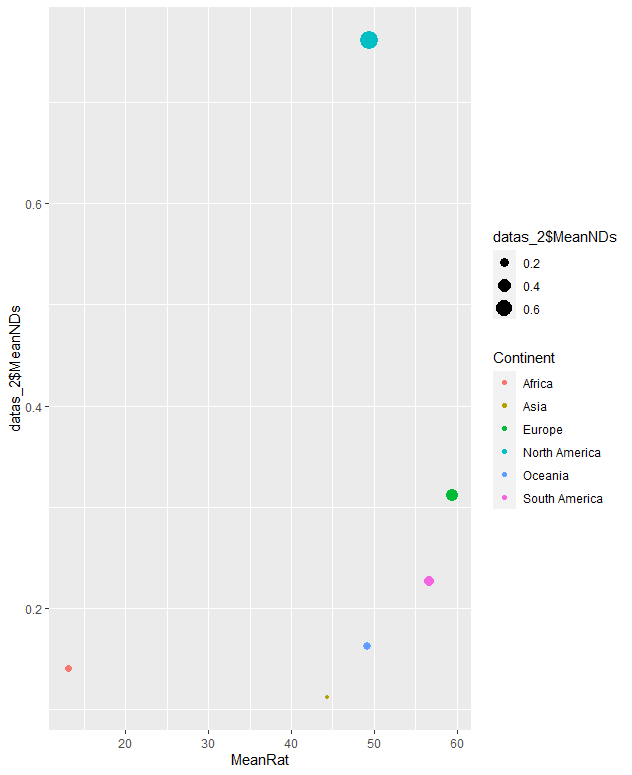 datas_2$MeanNDs
0.6
0.4
0.2
20 30 40 50 60
MeanRat
datas_2$MeanNDs
0.2
0.4
0.6
Continent
Africa
Asia
Europe
North America
Oceania
South America